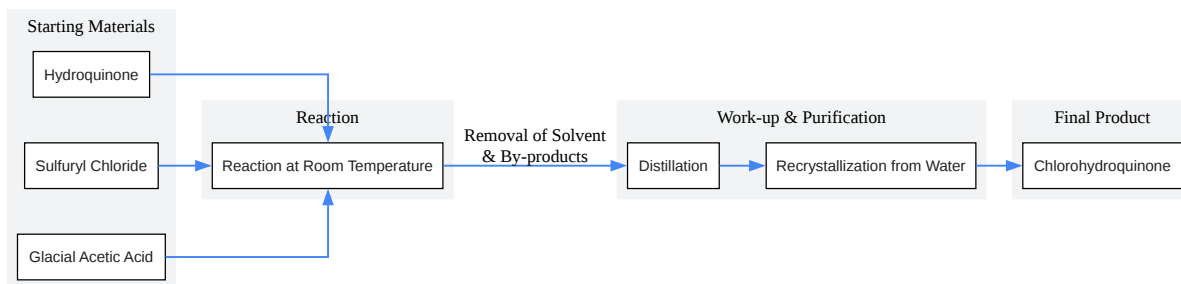 Starting Materials
Hydroquinone
Sulfuryl Chloride
Glacial Acetic Acid
Reaction
Reaction at Room Temperature
Removal of Solvent
& By-products
Work-up & Purification
Distillation
Recrystallization from Water
Final Product
Chlorohydroquinone